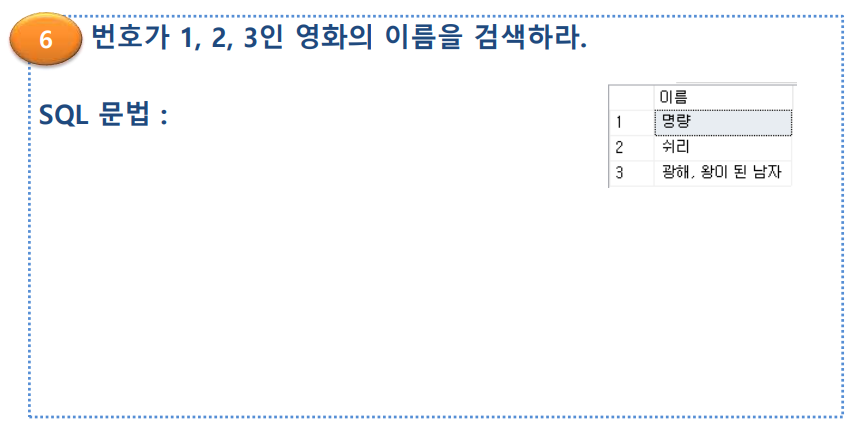 6 번호가 1, 2, 3인 영화의 이름을 검색하라.
SQL 문법 :
이름
1 명량
2 쉬리
3 광해, 왕이 된 남자